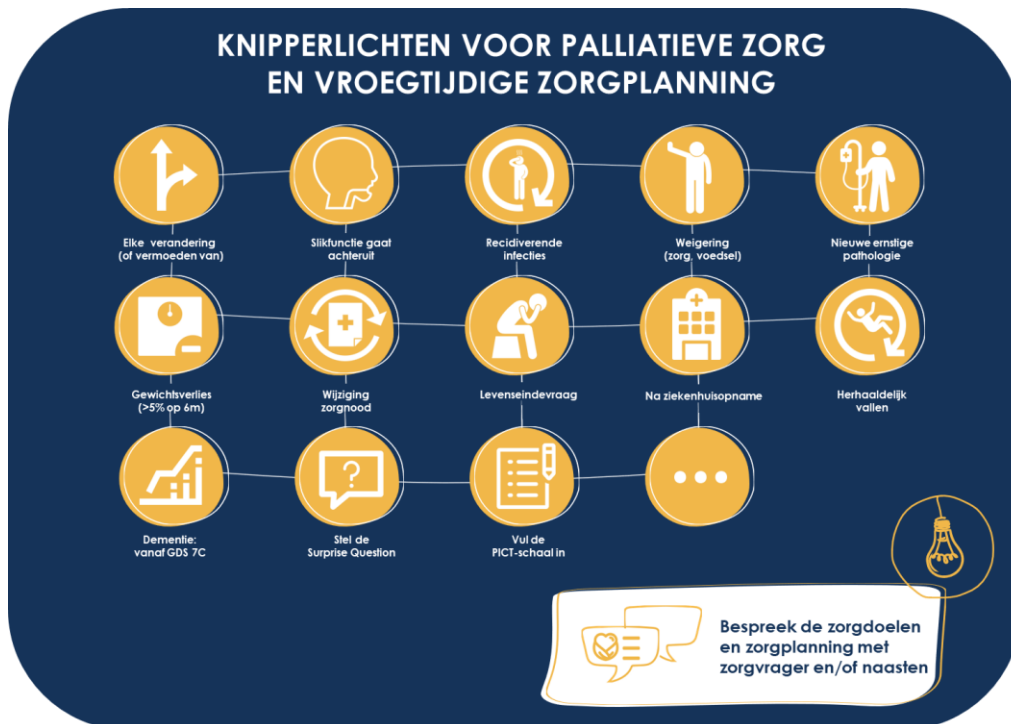 KNIPPERLICHTEN VOOR PALLIATIEVE ZORG
EN VROEGTIJDIGE ZORGPLANNING
Elke verandering
(of vermoeden van)
Slikfunctie gaat
achteruit
Recidiverende
infecties
Weigering
(zorg, voedsel)
Nieuwe ernstige
pathologie
Gewichtsverlies
(>5% op 6m)
Wijziging
zorgnood
Levenseindevraag
Na ziekenhuisopname
Herhaaldelijk
vallen
Dementie:
vanaf GDS 7C
?
Stel de
Surprise Question
Vul de
PICT-schaal in
Bespreek de zorgdoelen
en zorgplanning met
zorgvrager en/of naasten